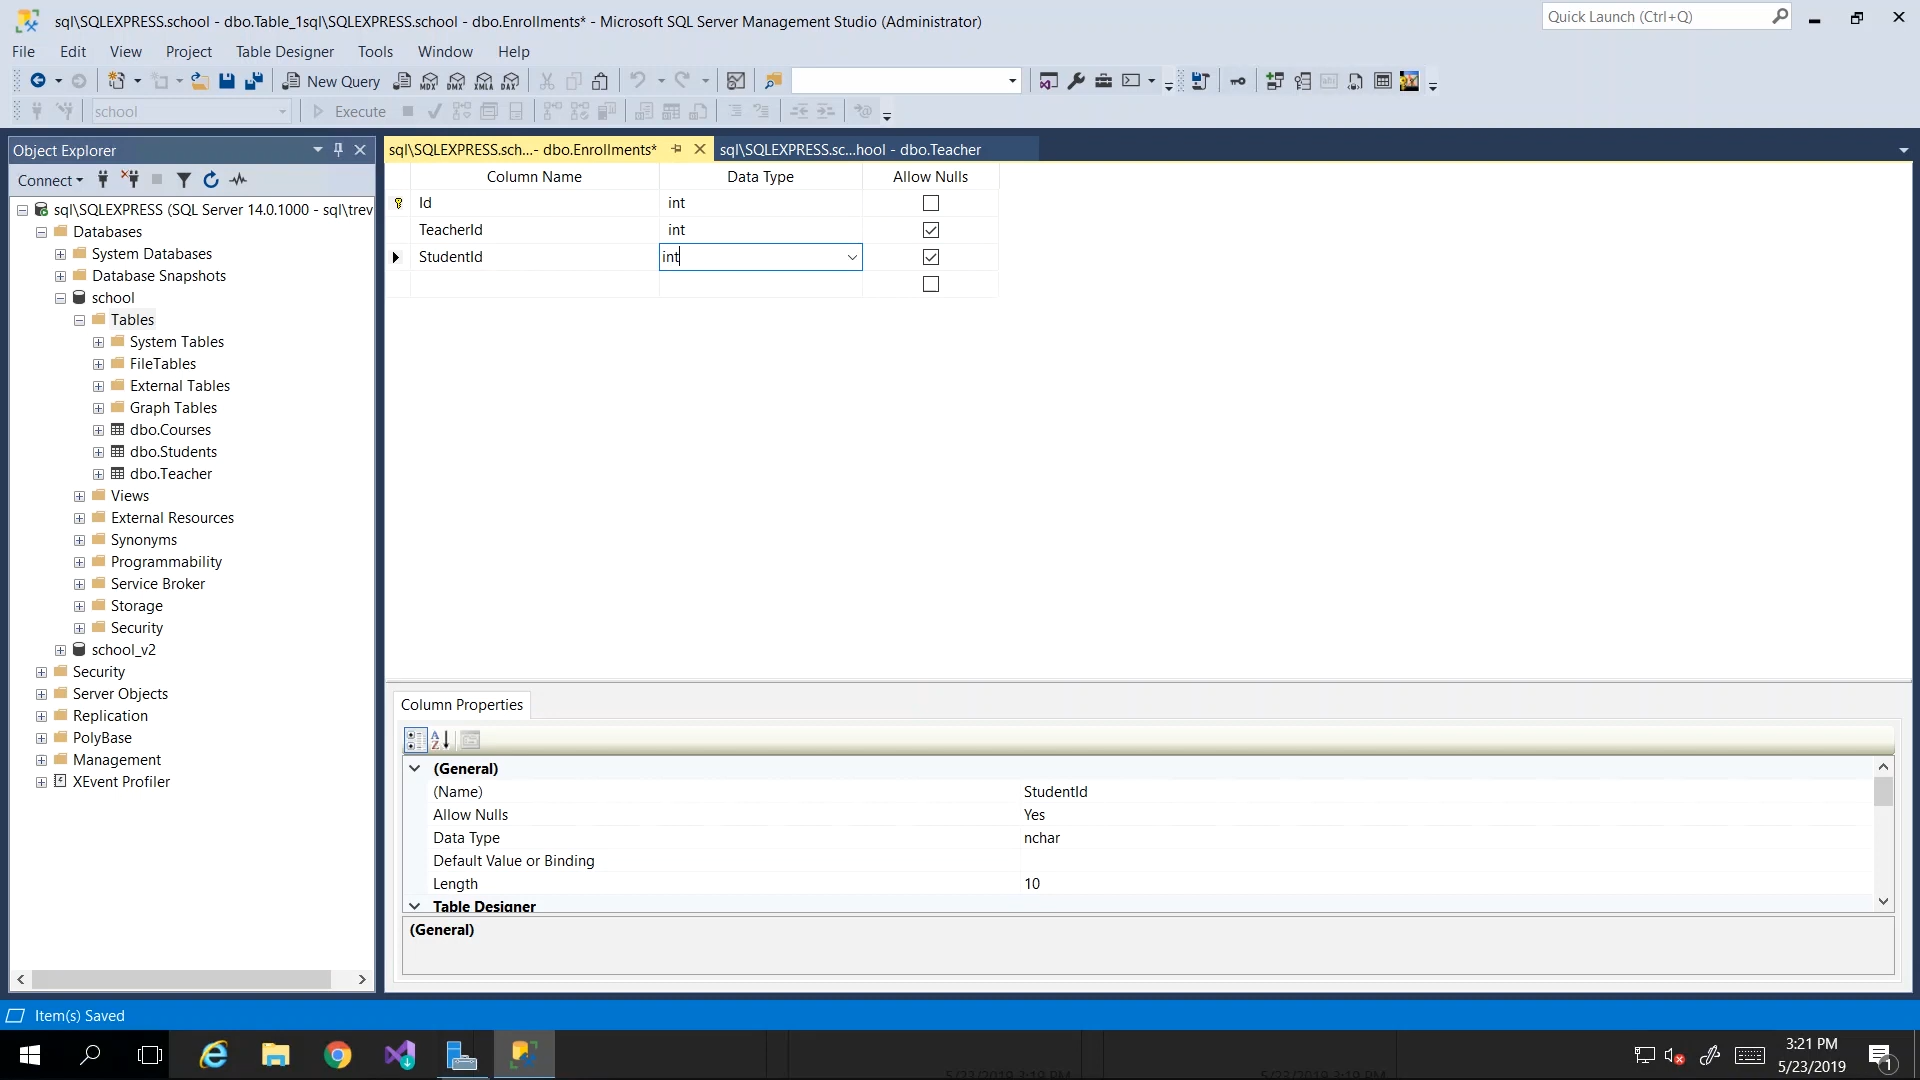 sql\SQLEXPRESS.school - dbo.Table_1sql\SQLEXPRESS.school - dbo.Enrollments* - Microsoft SQL Server Management Studio (Administrator)
Quick Launch (Ctrl+Q)
File Edit View Project Table Designer Tools Window Help
New Query MDX DMX XMLA DAX
school Execute
Object Explorer
sql\SQLEXPRESS.sch...- dbo.Enrollments*
sql\SQLEXPRESS.sc...hool - dbo.Teacher
Connect
Column Name Data Type Allow Nulls
Id int
TeacherId int
StudentId int
sql\SQLEXPRESS (SQL Server 14.0.1000 - sql\trev
Databases
System Databases
Database Snapshots
school
Tables
System Tables
FileTables
External Tables
Graph Tables
dbo.Courses
dbo.Students
dbo.Teacher
Views
External Resources
Synonyms
Programmability
Service Broker
Storage
Security
school_v2
Security
Server Objects
Replication
PolyBase
Management
XEvent Profiler
Column Properties
(General)
(Name) StudentId
Allow Nulls Yes
Data Type nchar
Default Value or Binding
Length 10
Table Designer
(General)
Item(s) Saved
3:21 PM
5/23/2019
1